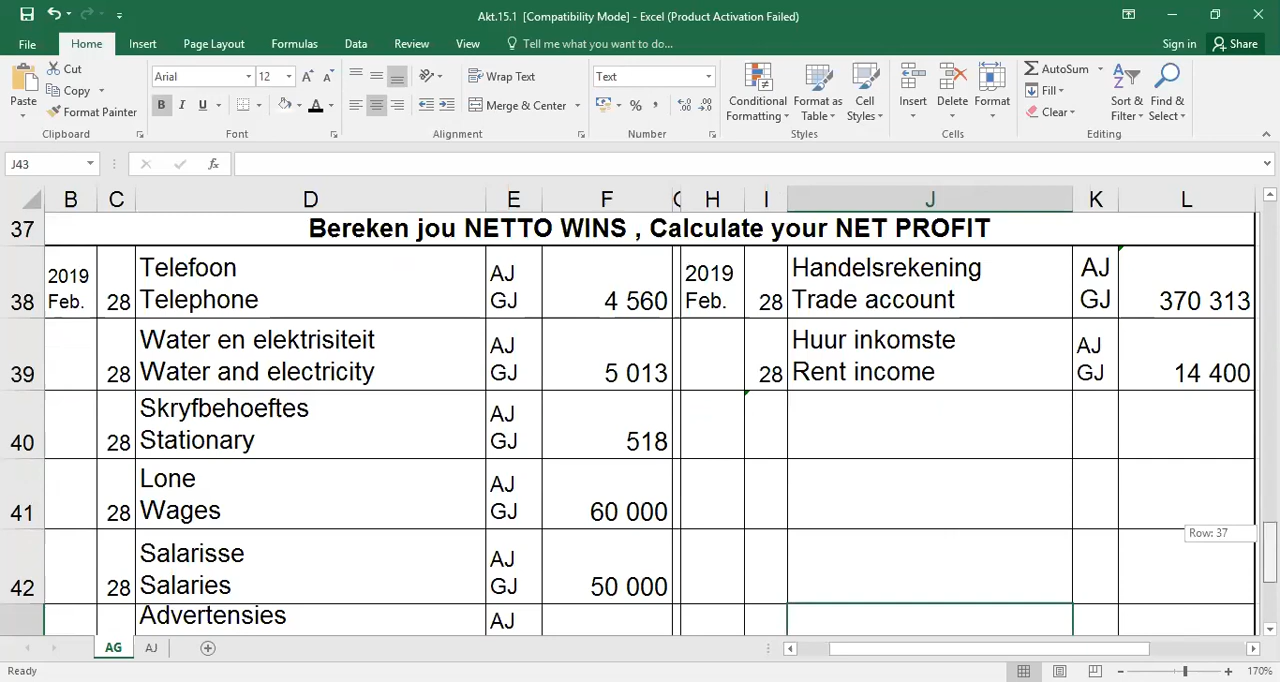 Akt.15.1 [Compatibility Mode] - Excel (Product Activation Failed)
File Home Insert Page Layout Formulas Data Review View Tell me what you want to do... Sign in Share
Cut
Copy
Format Painter
Paste
Clipboard
Arial 12
B I U
Font
Wrap Text
Merge & Center
Alignment
Text
Number
Conditional Formatting
Format as Table
Cell Styles
Styles
Insert Delete Format
Cells
AutoSum
Fill
Clear
Sort & Filter
Find & Select
Editing
J43 fx
B C D E F G H I J K L
37 Bereken jou NETTO WINS , Calculate your NET PROFIT
2019 Telefoon AJ 2019 Handelsrekening AJ
38 Feb. 28 Telephone GJ 4 560 Feb. 28 Trade account GJ 370 313
Water en elektrisiteit AJ Huur inkomste AJ
39 28 Water and electricity GJ 5 013 28 Rent income GJ 14 400
Skryfbehoeftes AJ
40 28 Stationary GJ 518
Lone AJ
41 28 Wages GJ 60 000
Row: 37
Salarisse AJ
42 28 Salaries GJ 50 000
Advertensies AJ
AG AJ
Ready 170%